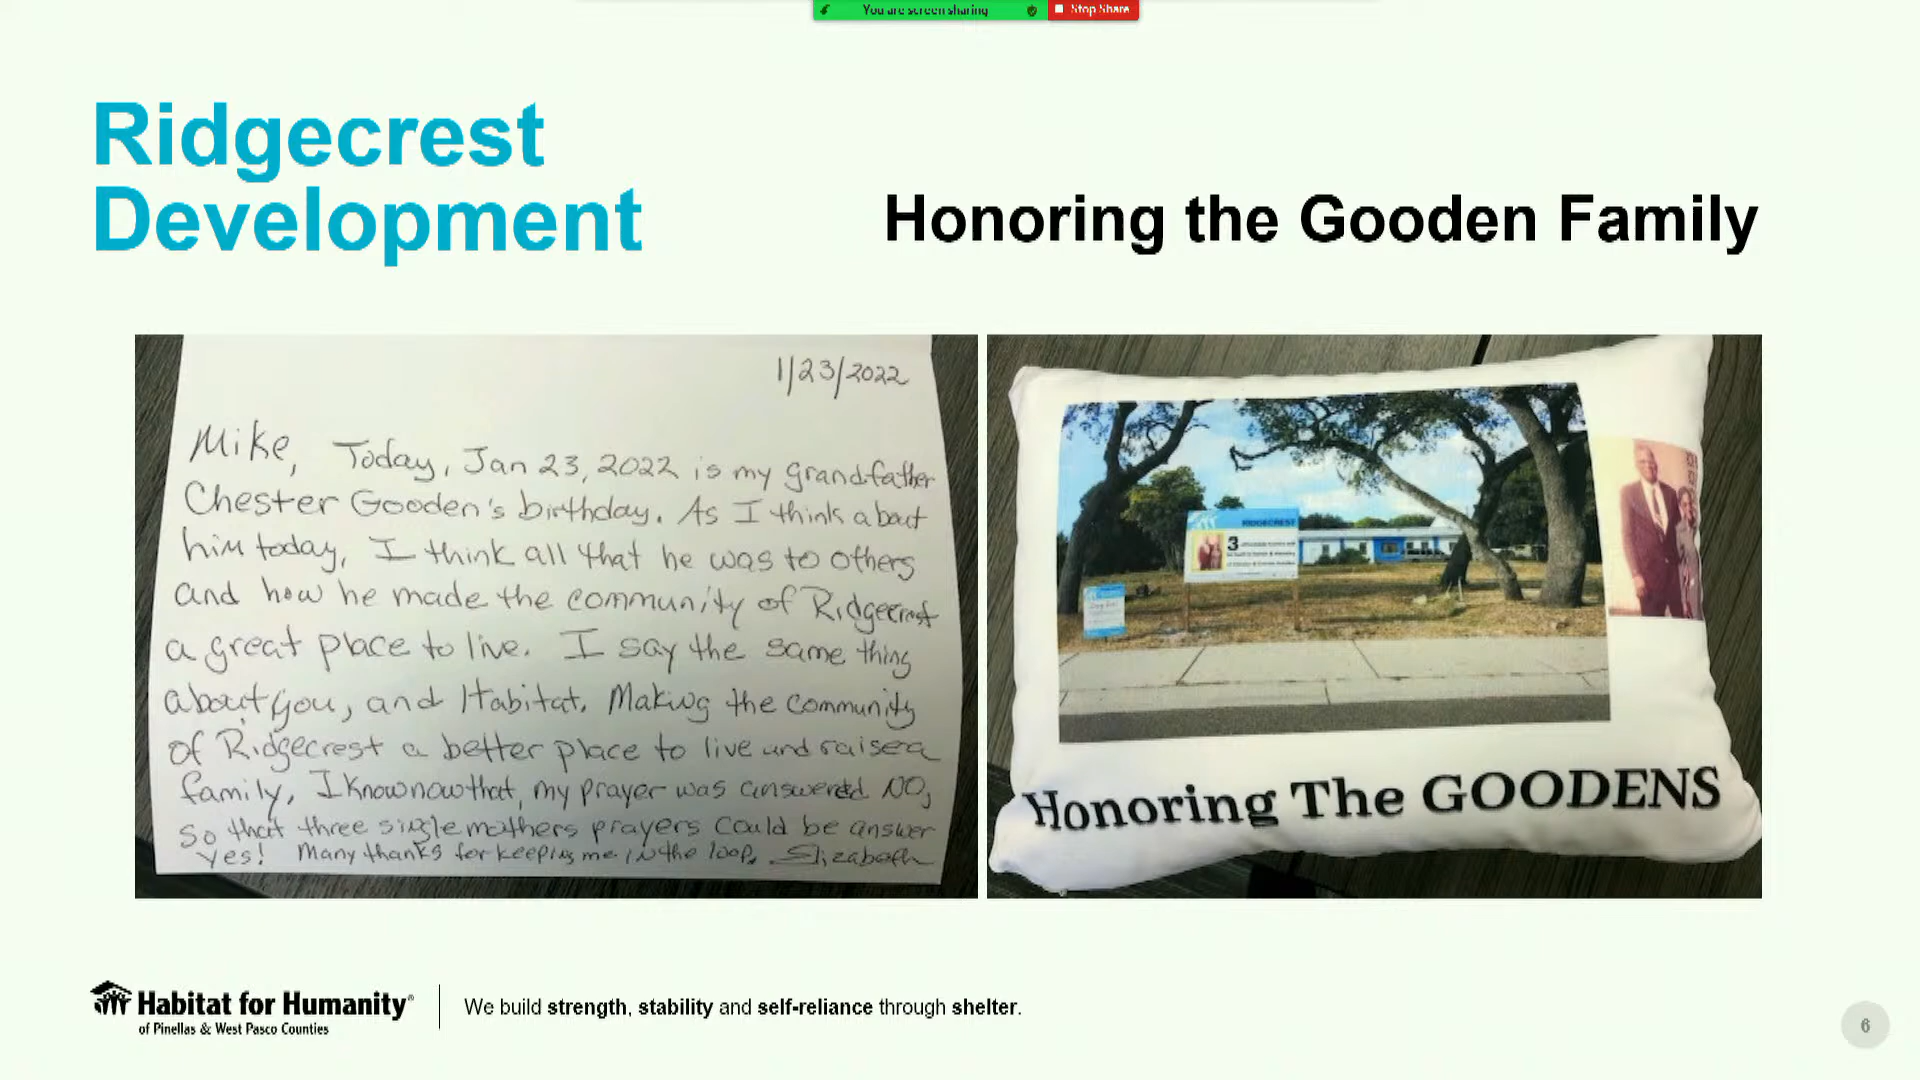 You are screen sharing
Stop Share
Ridgecrest
Development
Honoring the Gooden Family
1/23/2022
Mike, Today, Jan 23, 2022 is my grandfather
Chester Gooden's birthday. As I think about
him today, I think all that he was to others
and how he made the community of Ridgecrest
a great place to live. I say the same thing
about you, and Habitat. Making the community
of Ridgecrest a better place to live and raise a
family, I know now that, my prayer was answered NO,
so that three single mothers prayers could be answer
yes! Many thanks for keeping me in the loop. Elizabeth
RIDGECREST
3
Honoring The GOODENS
Habitat for Humanity®
of Pinellas & West Pasco Counties
We build strength, stability and self-reliance through shelter.
6